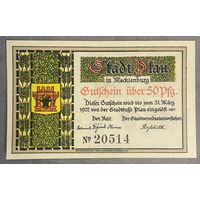 Stadt Plau
in Mecklenburg
Gutschein über 50 Pfg.
Dieser Gutschein wird bis zum 31. März
1922 von der Stadtkasse Plau eingelöst
Der Rat: Der Stadtverordnetenvorsteher:
No 20514